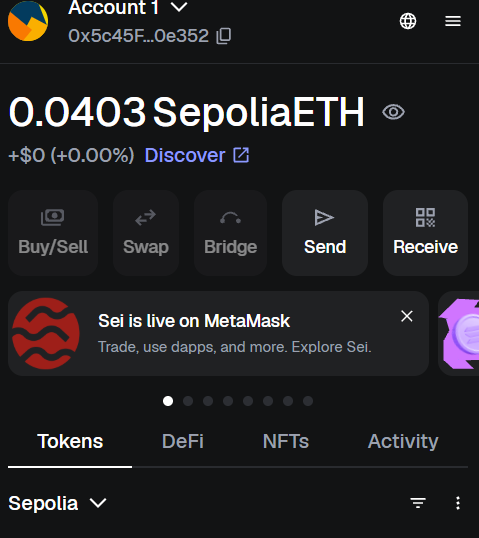 Account 1
0x5c45F...0e352
0.0403 SepoliaETH
+$0 (+0.00%) Discover
Buy/Sell Swap Bridge Send Receive
Sei is live on MetaMask
Trade, use dapps, and more. Explore Sei.
Tokens DeFi NFTs Activity
Sepolia